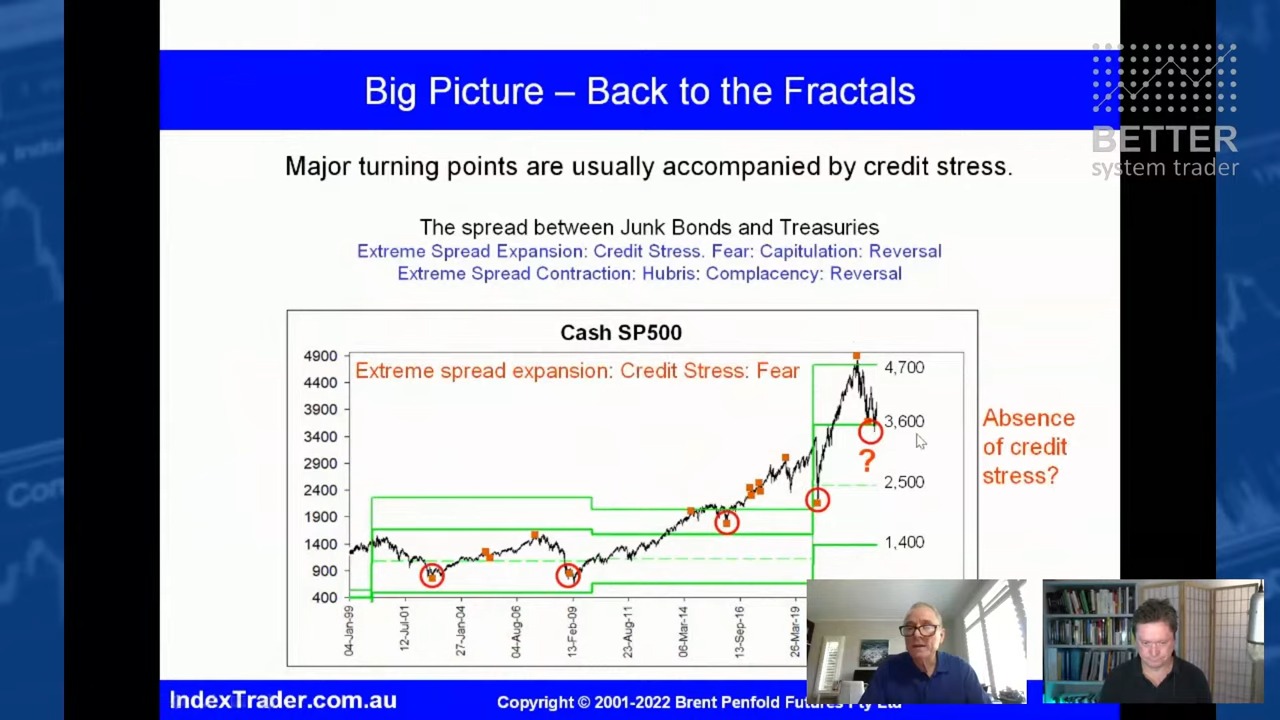 Big Picture – Back to the Fractals
BETTER
system trader
Major turning points are usually accompanied by credit stress.
The spread between Junk Bonds and Treasuries
Extreme Spread Expansion: Credit Stress. Fear: Capitulation: Reversal
Extreme Spread Contraction: Hubris: Complacency: Reversal
Cash SP500
Extreme spread expansion: Credit Stress: Fear
4900
4400
3900
3400
2900
2400
1900
1400
900
400
4,700
3,600
?
2,500
1,400
Absence
of credit
stress?
04-Jan-99
12-Jul-01
27-Jan-04
04-Aug-06
13-Feb-09
23-Aug-11
06-Mar-14
13-Sep-16
26-Mar-19
IndexTrader.com.au
Copyright © 2001-2022 Brent Penfold Futures Pty Ltd